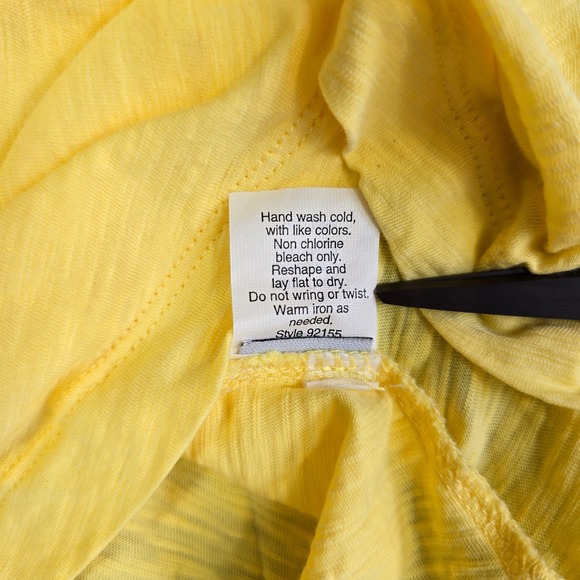 Hand wash cold,
with like colors.
Non chlorine
bleach only.
Reshape and
lay flat to dry.
Do not wring or twist.
Warm iron as
needed.
Style 92155